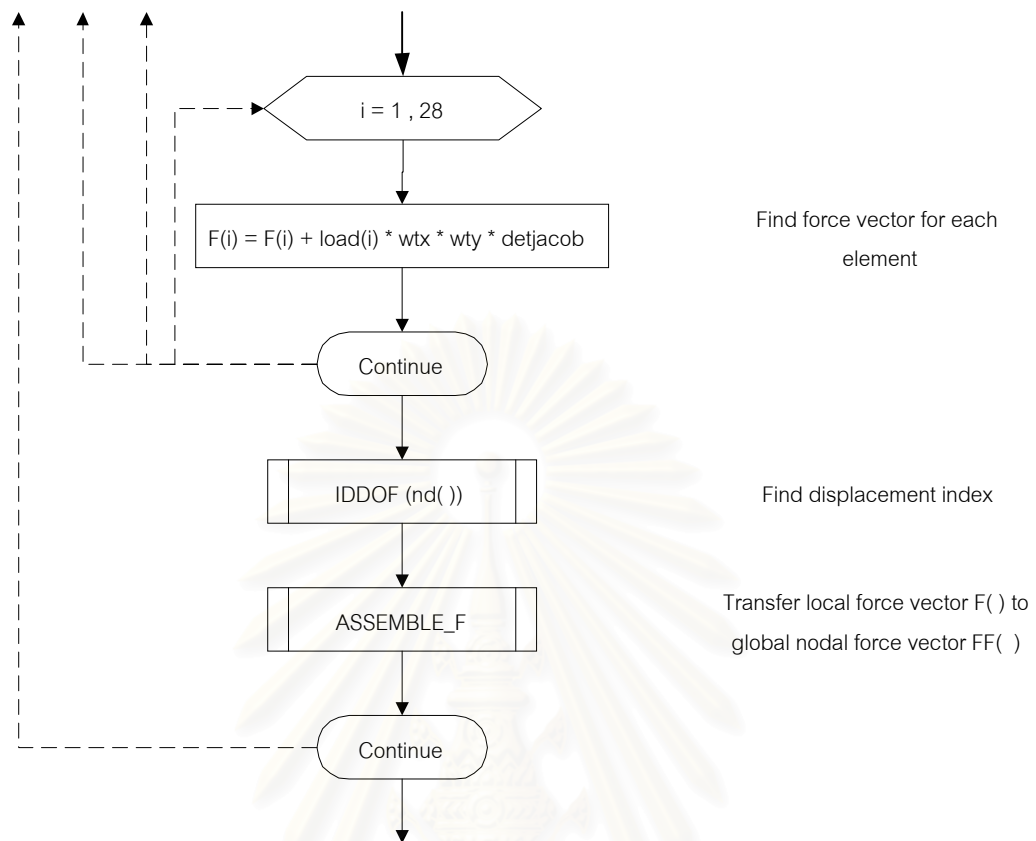 i = 1 , 28
F(i) = F(i) + load(i) * wtx * wty * detjacob
Find force vector for each
element
Continue
IDDOF (nd( ))
Find displacement index
ASSEMBLE_F
Transfer local force vector F( ) to
global nodal force vector FF(  )
Continue